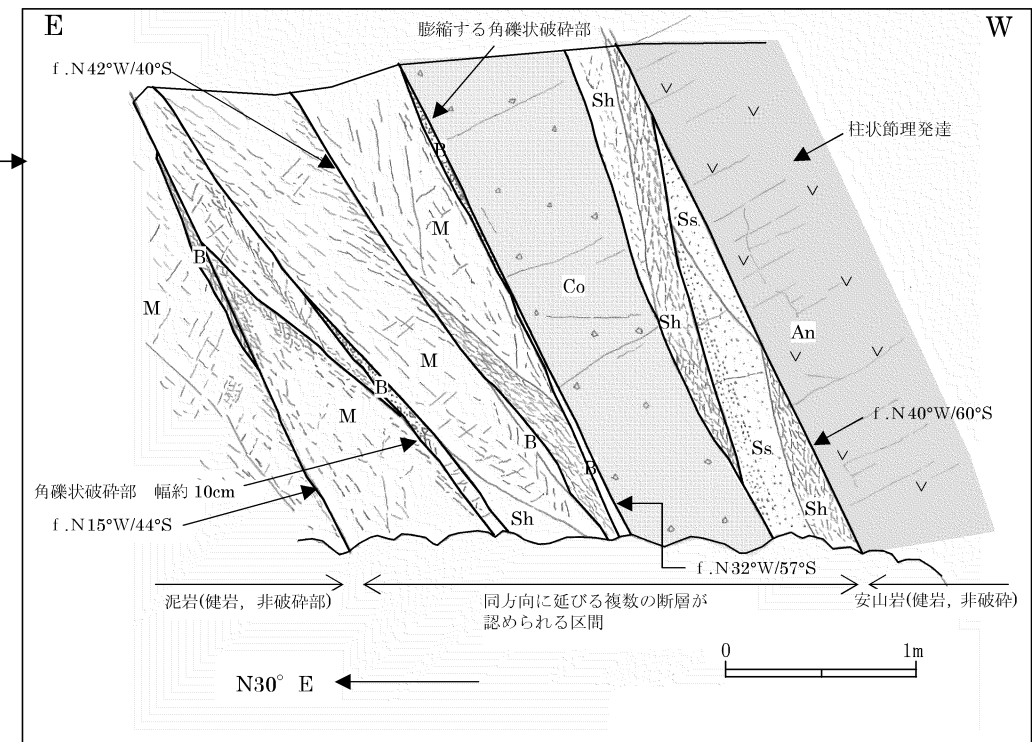 E
W
膨縮する角礫状破砕部
f .N42°W/40°S
Sh
柱状節理発達
B
Ss
M
B
Co
M
Sh
An
M
B
M
f .N40°W/60°S
B
Ss
B
角礫状破砕部 幅約10cm
Sh
Sh
f .N15°W/44°S
f .N32°W/57°S
泥岩(健岩，非破砕部)
同方向に延びる複数の断層が
認められる区間
安山岩(健岩，非破砕)
0
1m
N30° E